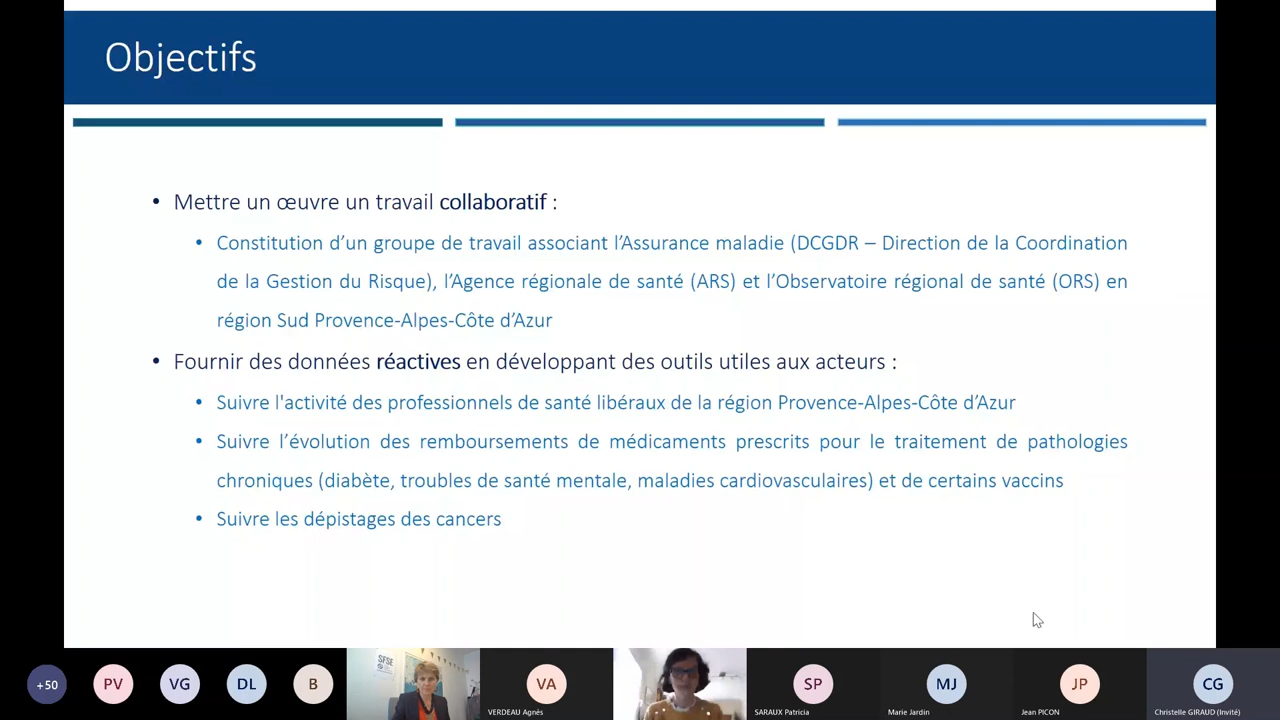 Objectifs
• Mettre un œuvre un travail collaboratif :
• Constitution d’un groupe de travail associant l’Assurance maladie (DCGDR – Direction de la Coordination
de la Gestion du Risque), l’Agence régionale de santé (ARS) et l’Observatoire régional de santé (ORS) en
région Sud Provence-Alpes-Côte d’Azur
• Fournir des données réactives en développant des outils utiles aux acteurs :
• Suivre l'activité des professionnels de santé libéraux de la région Provence-Alpes-Côte d’Azur
• Suivre l’évolution des remboursements de médicaments prescrits pour le traitement de pathologies
chroniques (diabète, troubles de santé mentale, maladies cardiovasculaires) et de certains vaccins
• Suivre les dépistages des cancers
+50
PV
VG
DL
B
SFSE
VA
VERDEAU Agnès
SP
SARAUX Patricia
MJ
Marie Jardin
JP
Jean PICON
CG
Christelle GIRAUD (Invité)